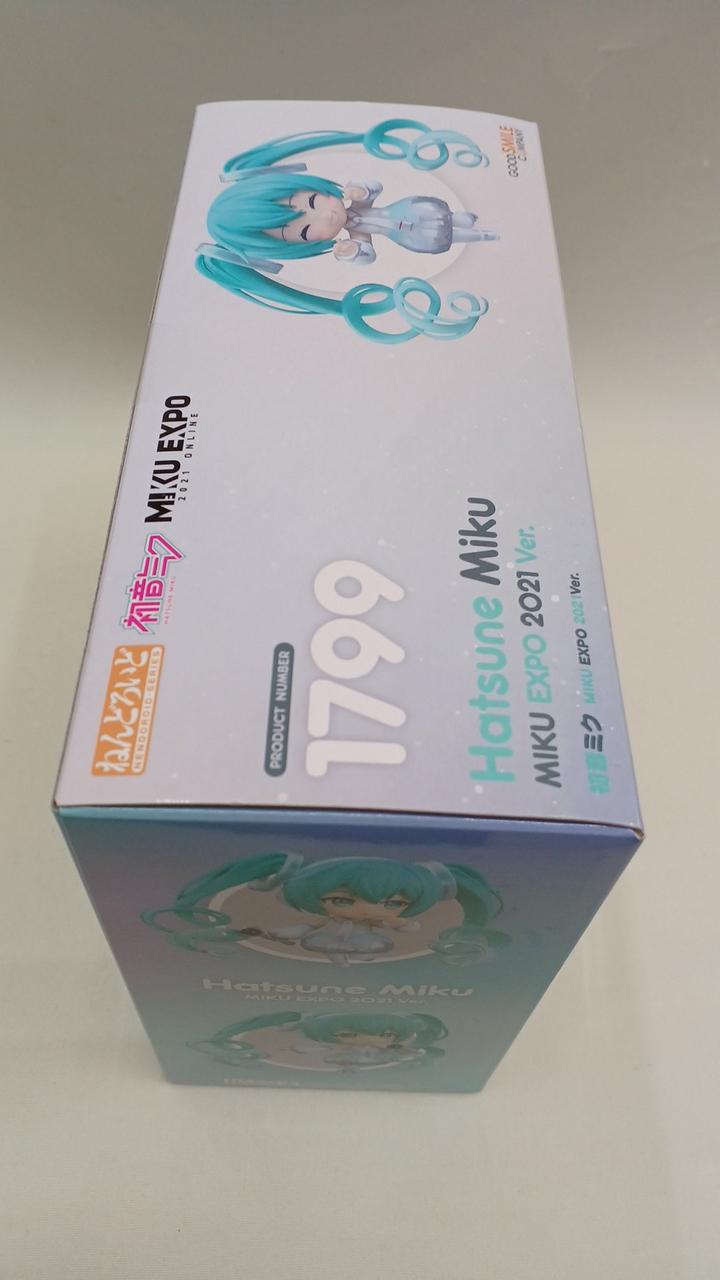 ねんどろいど
NENDOROID SERIES
初音ミク
HATSUNE MIKU
MIKU EXPO
2021 ONLINE
GOOD SMILE
COMPANY
PRODUCT NUMBER
1799
Hatsune Miku
MIKU EXPO 2021 Ver.
初音ミク MIKU EXPO 2021Ver.
Hatsune Miku
MIKU EXPO 2021 Ver.